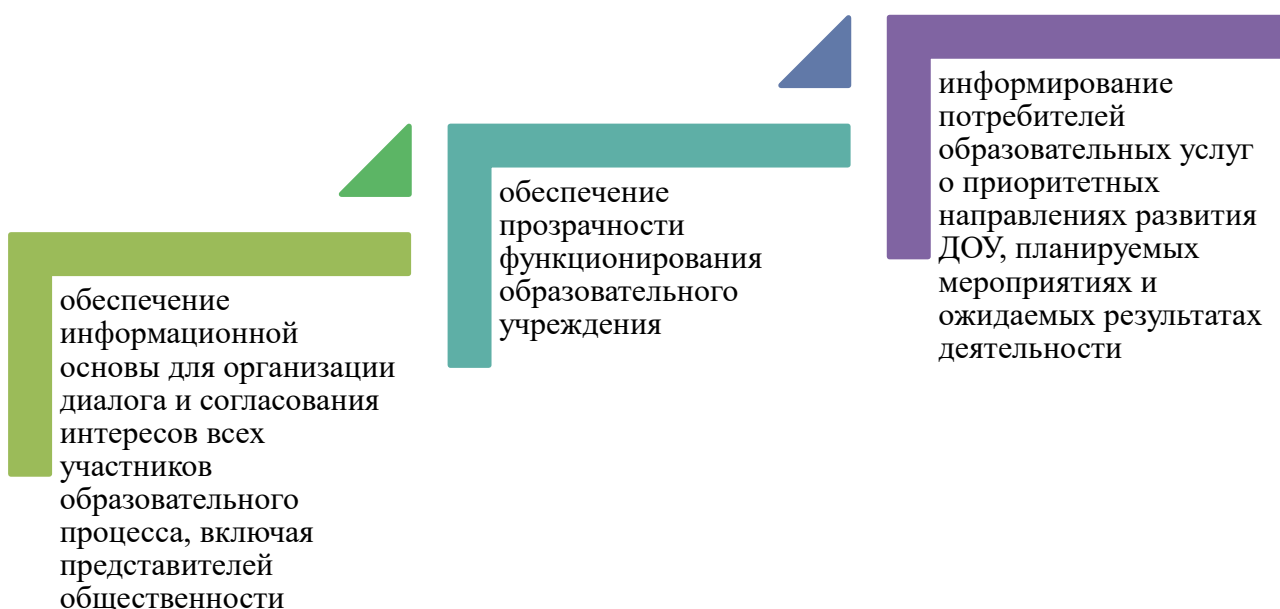 обеспечение
информационной
основы для организации
диалога и согласования
интересов всех
участников
образовательного
процесса, включая
представителей
общественности
обеспечение
прозрачности
функционирования
образовательного
учреждения
информирование
потребителей
образовательных услуг
о приоритетных
направлениях развития
ДОУ, планируемых
мероприятиях и
ожидаемых результатах
деятельности